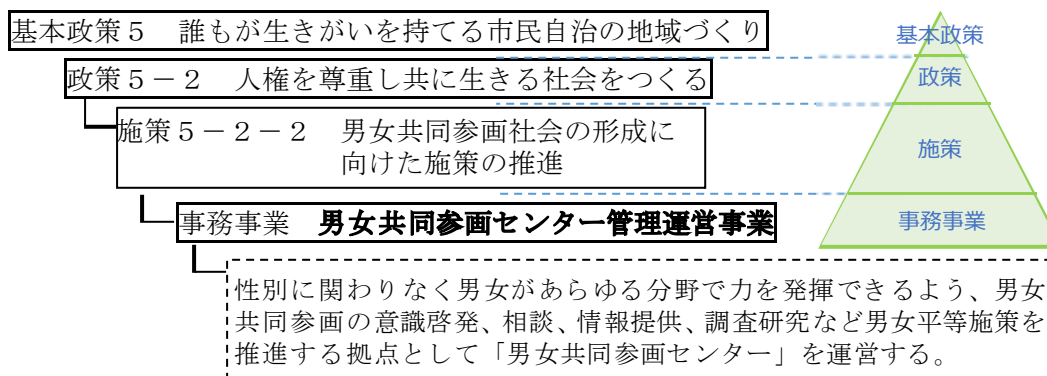 基本政策５　誰もが生きがいを持てる市民自治の地域づくり
基本政策
政策５－２　人権を尊重し共に生きる社会をつくる
政策
施策５－２－２　男女共同参画社会の形成に
向けた施策の推進
施策
事務事業　男女共同参画センター管理運営事業
事務事業
性別に関わりなく男女があらゆる分野で力を発揮できるよう、男女
共同参画の意識啓発、相談、情報提供、調査研究など男女平等施策を
推進する拠点として「男女共同参画センター」を運営する。